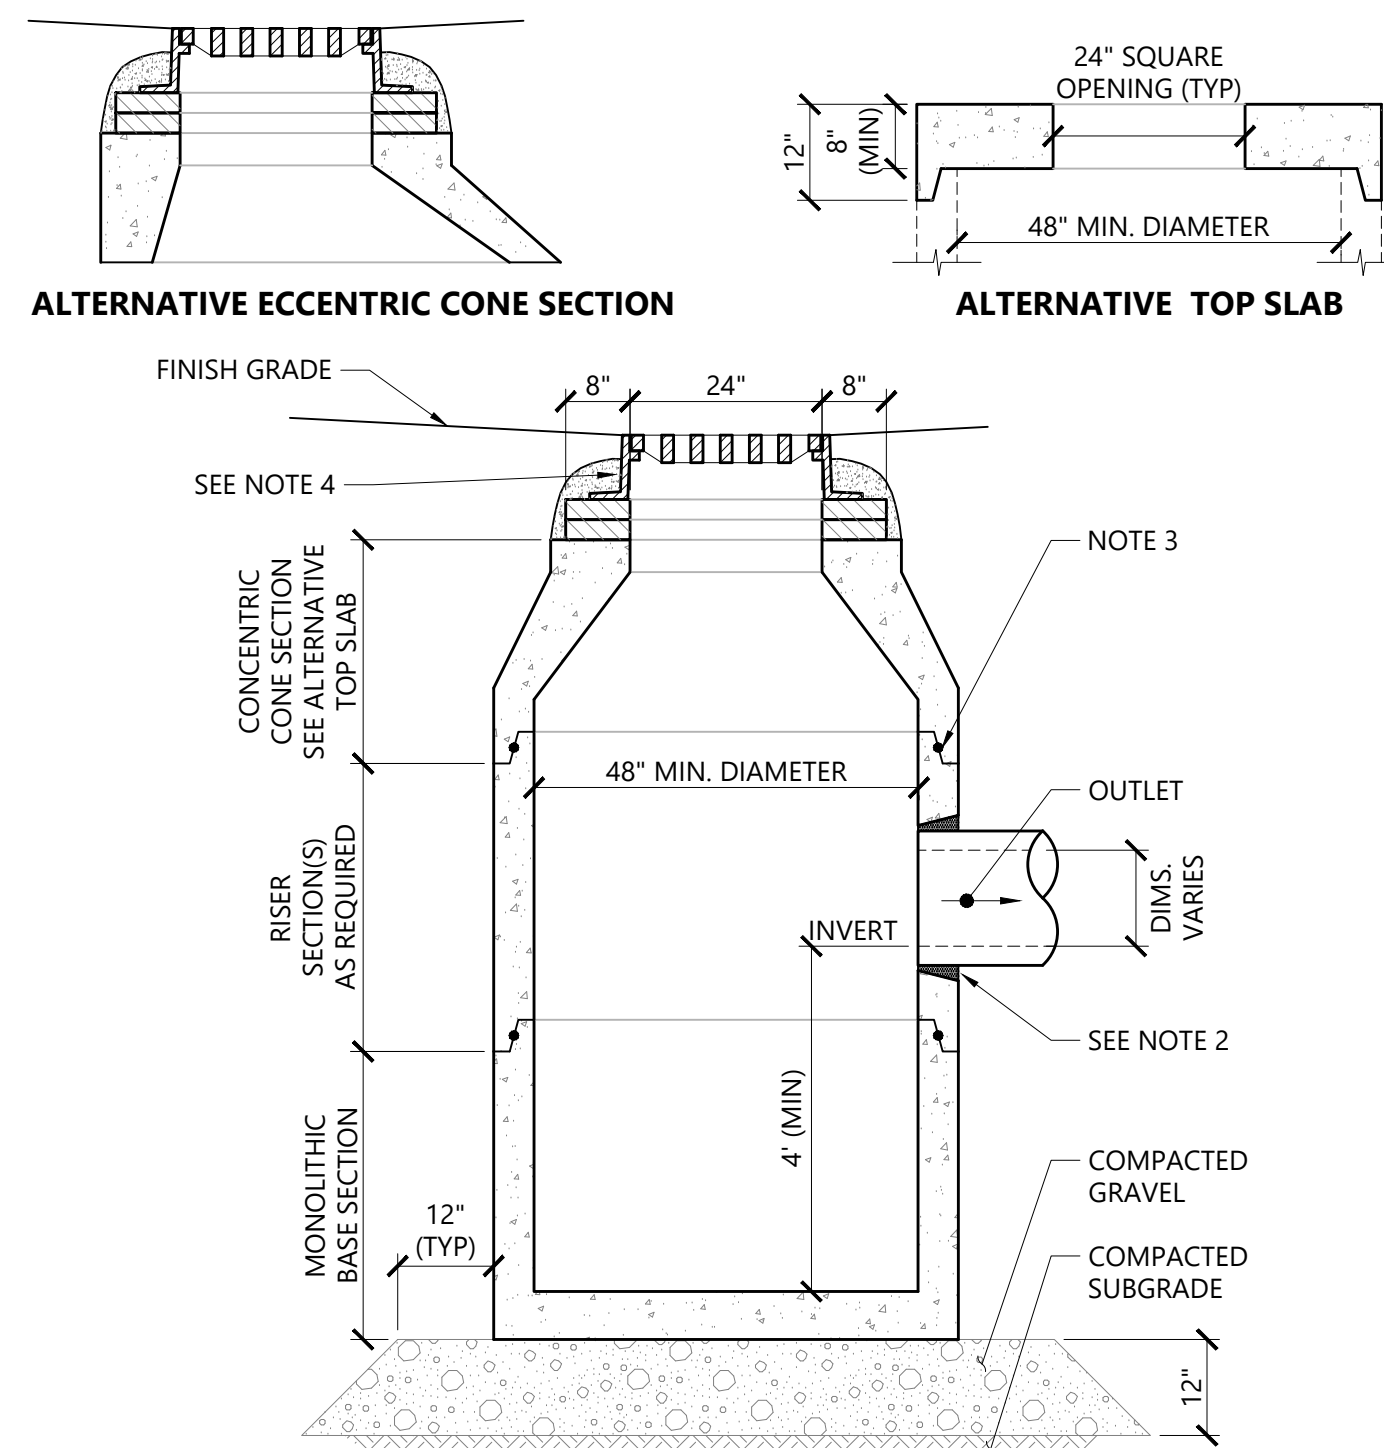 24" SQUARE
OPENING (TYP)
12"
8"
(MIN)
48" MIN. DIAMETER
ALTERNATIVE ECCENTRIC CONE SECTION
ALTERNATIVE TOP SLAB
FINISH GRADE
8"
24"
8"
SEE NOTE 4
NOTE 3
CONCENTRIC
CONE SECTION
SEE ALTERNATIVE
TOP SLAB
48" MIN. DIAMETER
OUTLET
RISER
SECTION(S)
AS REQUIRED
DIMS.
VARIES
INVERT
SEE NOTE 2
4' (MIN)
MONOLITHIC
BASE SECTION
12"
(TYP)
COMPACTED
GRAVEL
COMPACTED
SUBGRADE
12"